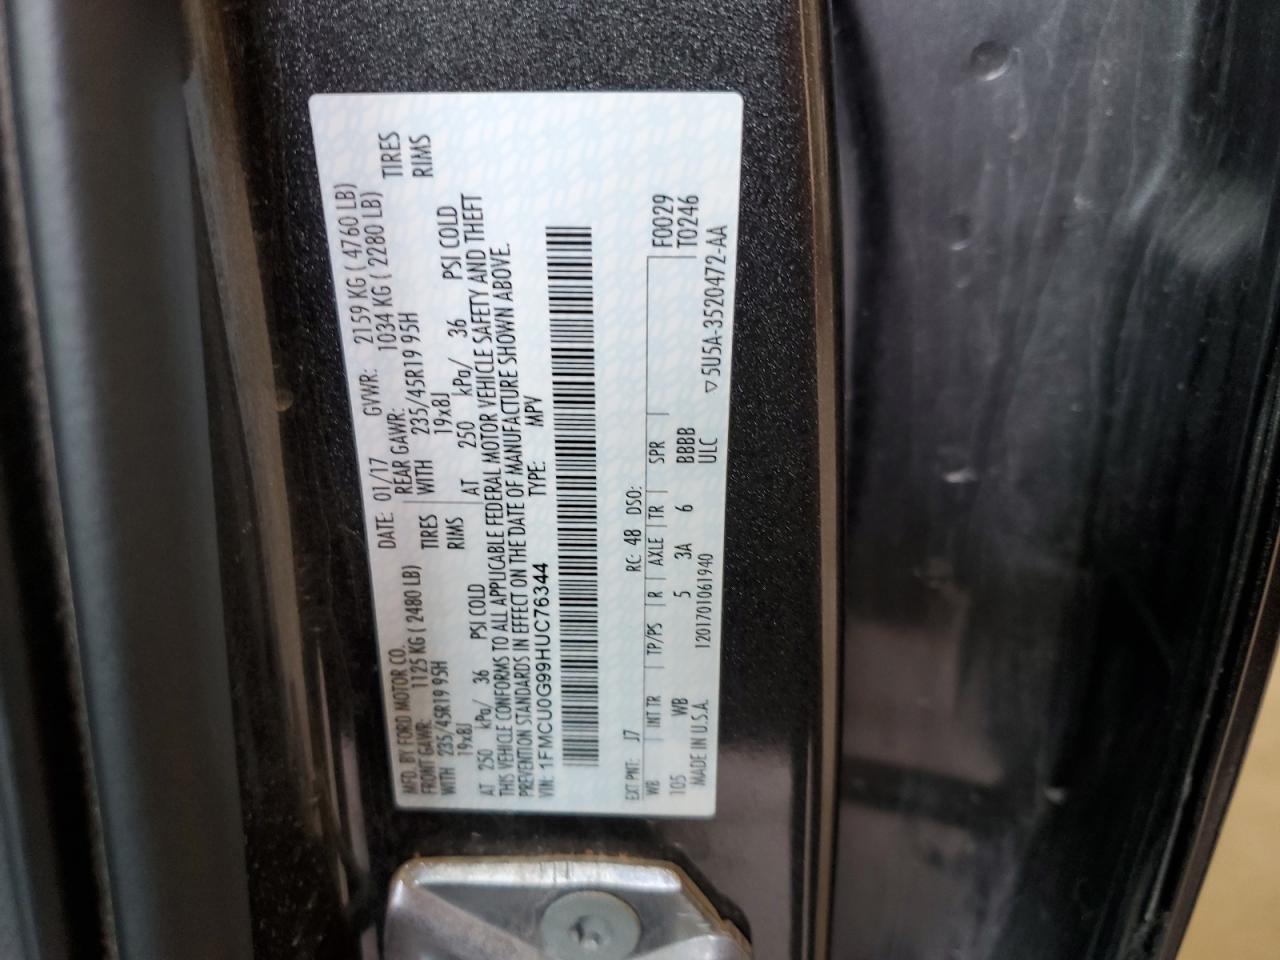 MFD. BY FORD MOTOR CO. DATE: 01/17 GVWR: 2159 KG ( 4760 LB)
FRONT GAWR: 1125 KG ( 2480 LB) REAR GAWR: 1034 KG ( 2280 LB)
WITH 235/45R19 95H TIRES WITH 235/45R19 95H TIRES
19x8J RIMS 19x8J RIMS
AT 250 kPa/ 36 PSI COLD AT 250 kPa/ 36 PSI COLD
THIS VEHICLE CONFORMS TO ALL APPLICABLE FEDERAL MOTOR VEHICLE SAFETY AND THEFT
PREVENTION STANDARDS IN EFFECT ON THE DATE OF MANUFACTURE SHOWN ABOVE.
VIN: 1FMCU0G99HUC76344 TYPE: MPV
EXT PNT: J7 RC: 48 DSO: F0029
WB INT TR TP/PS R AXLE TR SPR T0246
105 WB 5 3A 6 BBBB
MADE IN U.S.A. 1201701061940 ULC ▽5U5A-3520472-AA